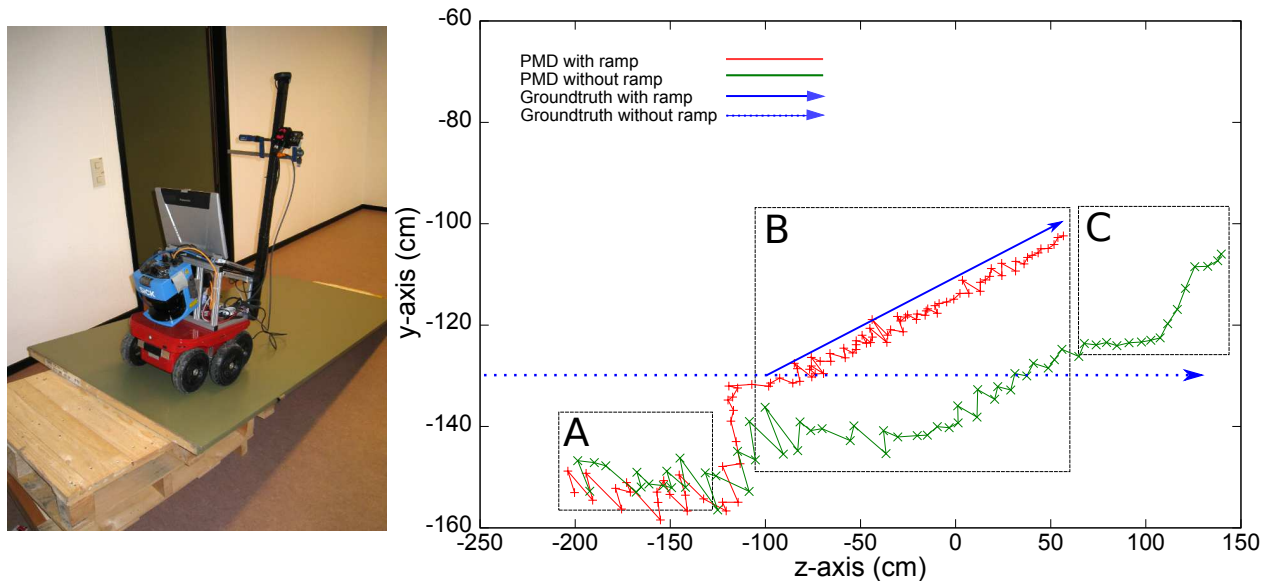 SICK
-60
-80
-100
-120
-140
-160
-250
-200
-150
-100
-50
0
50
100
150
y-axis (cm)
z-axis (cm)
PMD with ramp
PMD without ramp
Groundtruth with ramp
Groundtruth without ramp
A
B
C